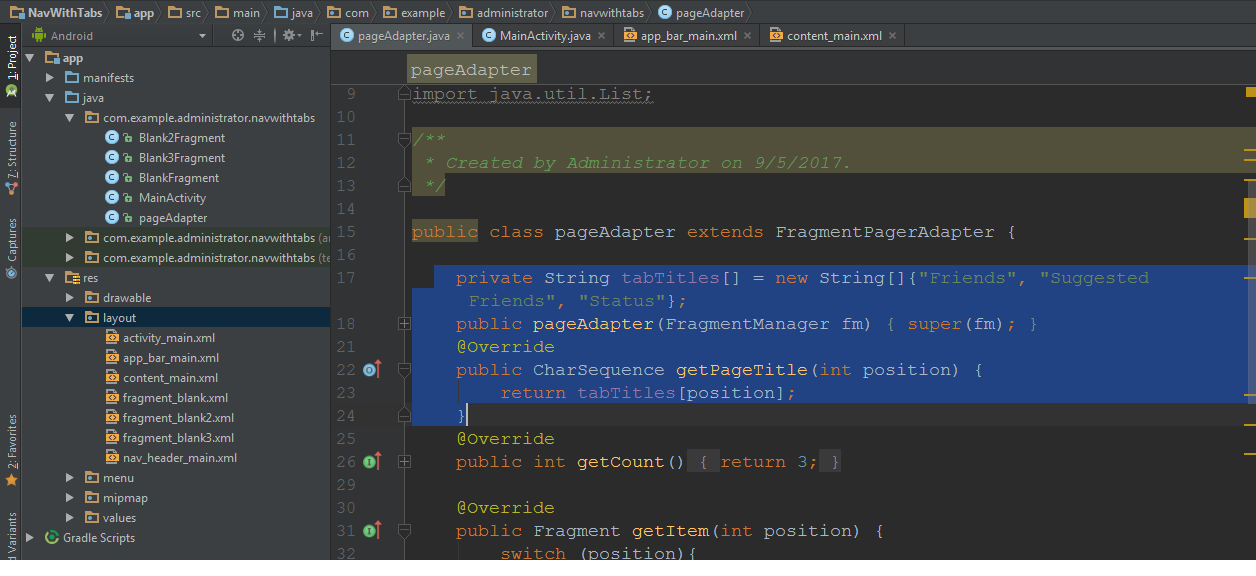 NavWithTabs app src main java com example administrator navwithtabs pageAdapter
Android
pageAdapter.java MainActivity.java app_bar_main.xml content_main.xml
1: Project
7: Structure
Captures
2: Favorites
d Variants
app
manifests
java
com.example.administrator.navwithtabs
Blank2Fragment
Blank3Fragment
BlankFragment
MainActivity
pageAdapter
com.example.administrator.navwithtabs (ar
com.example.administrator.navwithtabs (te
res
drawable
layout
activity_main.xml
app_bar_main.xml
content_main.xml
fragment_blank.xml
fragment_blank2.xml
fragment_blank3.xml
nav_header_main.xml
menu
mipmap
values
Gradle Scripts
pageAdapter
9 import java.util.List;
10
11 /**
12 * Created by Administrator on 9/5/2017.
13 */
14
15 public class pageAdapter extends FragmentPagerAdapter {
16
17 private String tabTitles[] = new String[]{"Friends", "Suggested
Friends", "Status"};
18 public pageAdapter(FragmentManager fm) { super(fm); }
21 @Override
22 public CharSequence getPageTitle(int position) {
23 return tabTitles[position];
24 }
25 @Override
26 public int getCount() { return 3; }
29
30 @Override
31 public Fragment getItem(int position) {
32 switch (position){